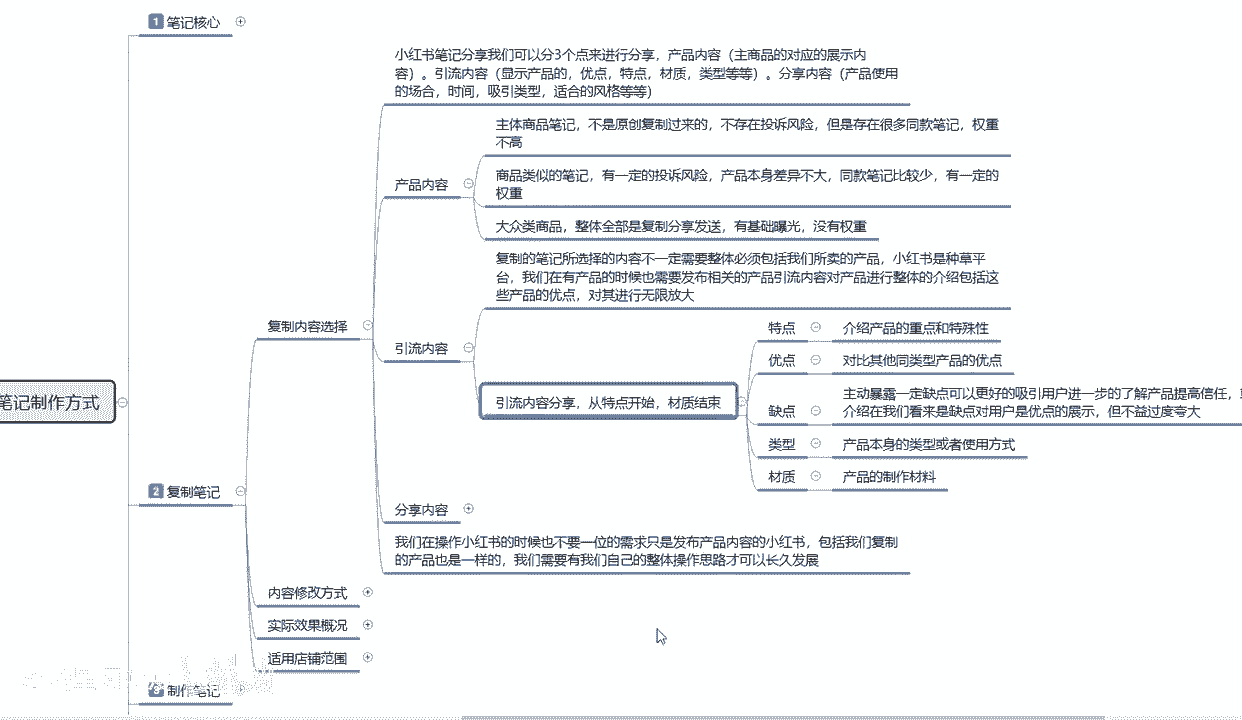 1 笔记核心
小红书笔记分享我们可以分3个点来进行分享，产品内容（主商品的对应的展示内
容）。引流内容（显示产品的，优点，特点，材质，类型等等）。分享内容（产品使用
的场合，时间，吸引类型，适合的风格等等）
产品内容
主体商品笔记，不是原创复制过来的，不存在投诉风险，但是存在很多同款笔记，权重
不高
商品类似的笔记，有一定的投诉风险，产品本身差异不大，同款笔记比较少，有一定的
权重
大众类商品，整体全部是复制分享发送，有基础曝光，没有权重
复制内容选择
引流内容
复制的笔记所选择的内容不一定需要整体必须包括我们所卖的产品，小红书是种草平
台，我们在有产品的时候也需要发布相关的产品引流内容对产品进行整体的介绍包括这
些产品的优点，对其进行无限放大
引流内容分享，从特点开始，材质结束
特点 介绍产品的重点和特殊性
优点 对比其他同类型产品的优点
缺点
主动暴露一定缺点可以更好的吸引用户进一步的了解产品提高信任，
介绍在我们看来是缺点对用户是优点的展示，但不益过度夸大
类型 产品本身的类型或者使用方式
材质 产品的制作材料
笔记制作方式
2 复制笔记
分享内容
我们在操作小红书的时候也不要一位的需求只是发布产品内容的小红书，包括我们复制
的产品也是一样的，我们需要有我们自己的整体操作思路才可以长久发展
内容修改方式
实际效果概况
适用店铺范围
3 制作笔记